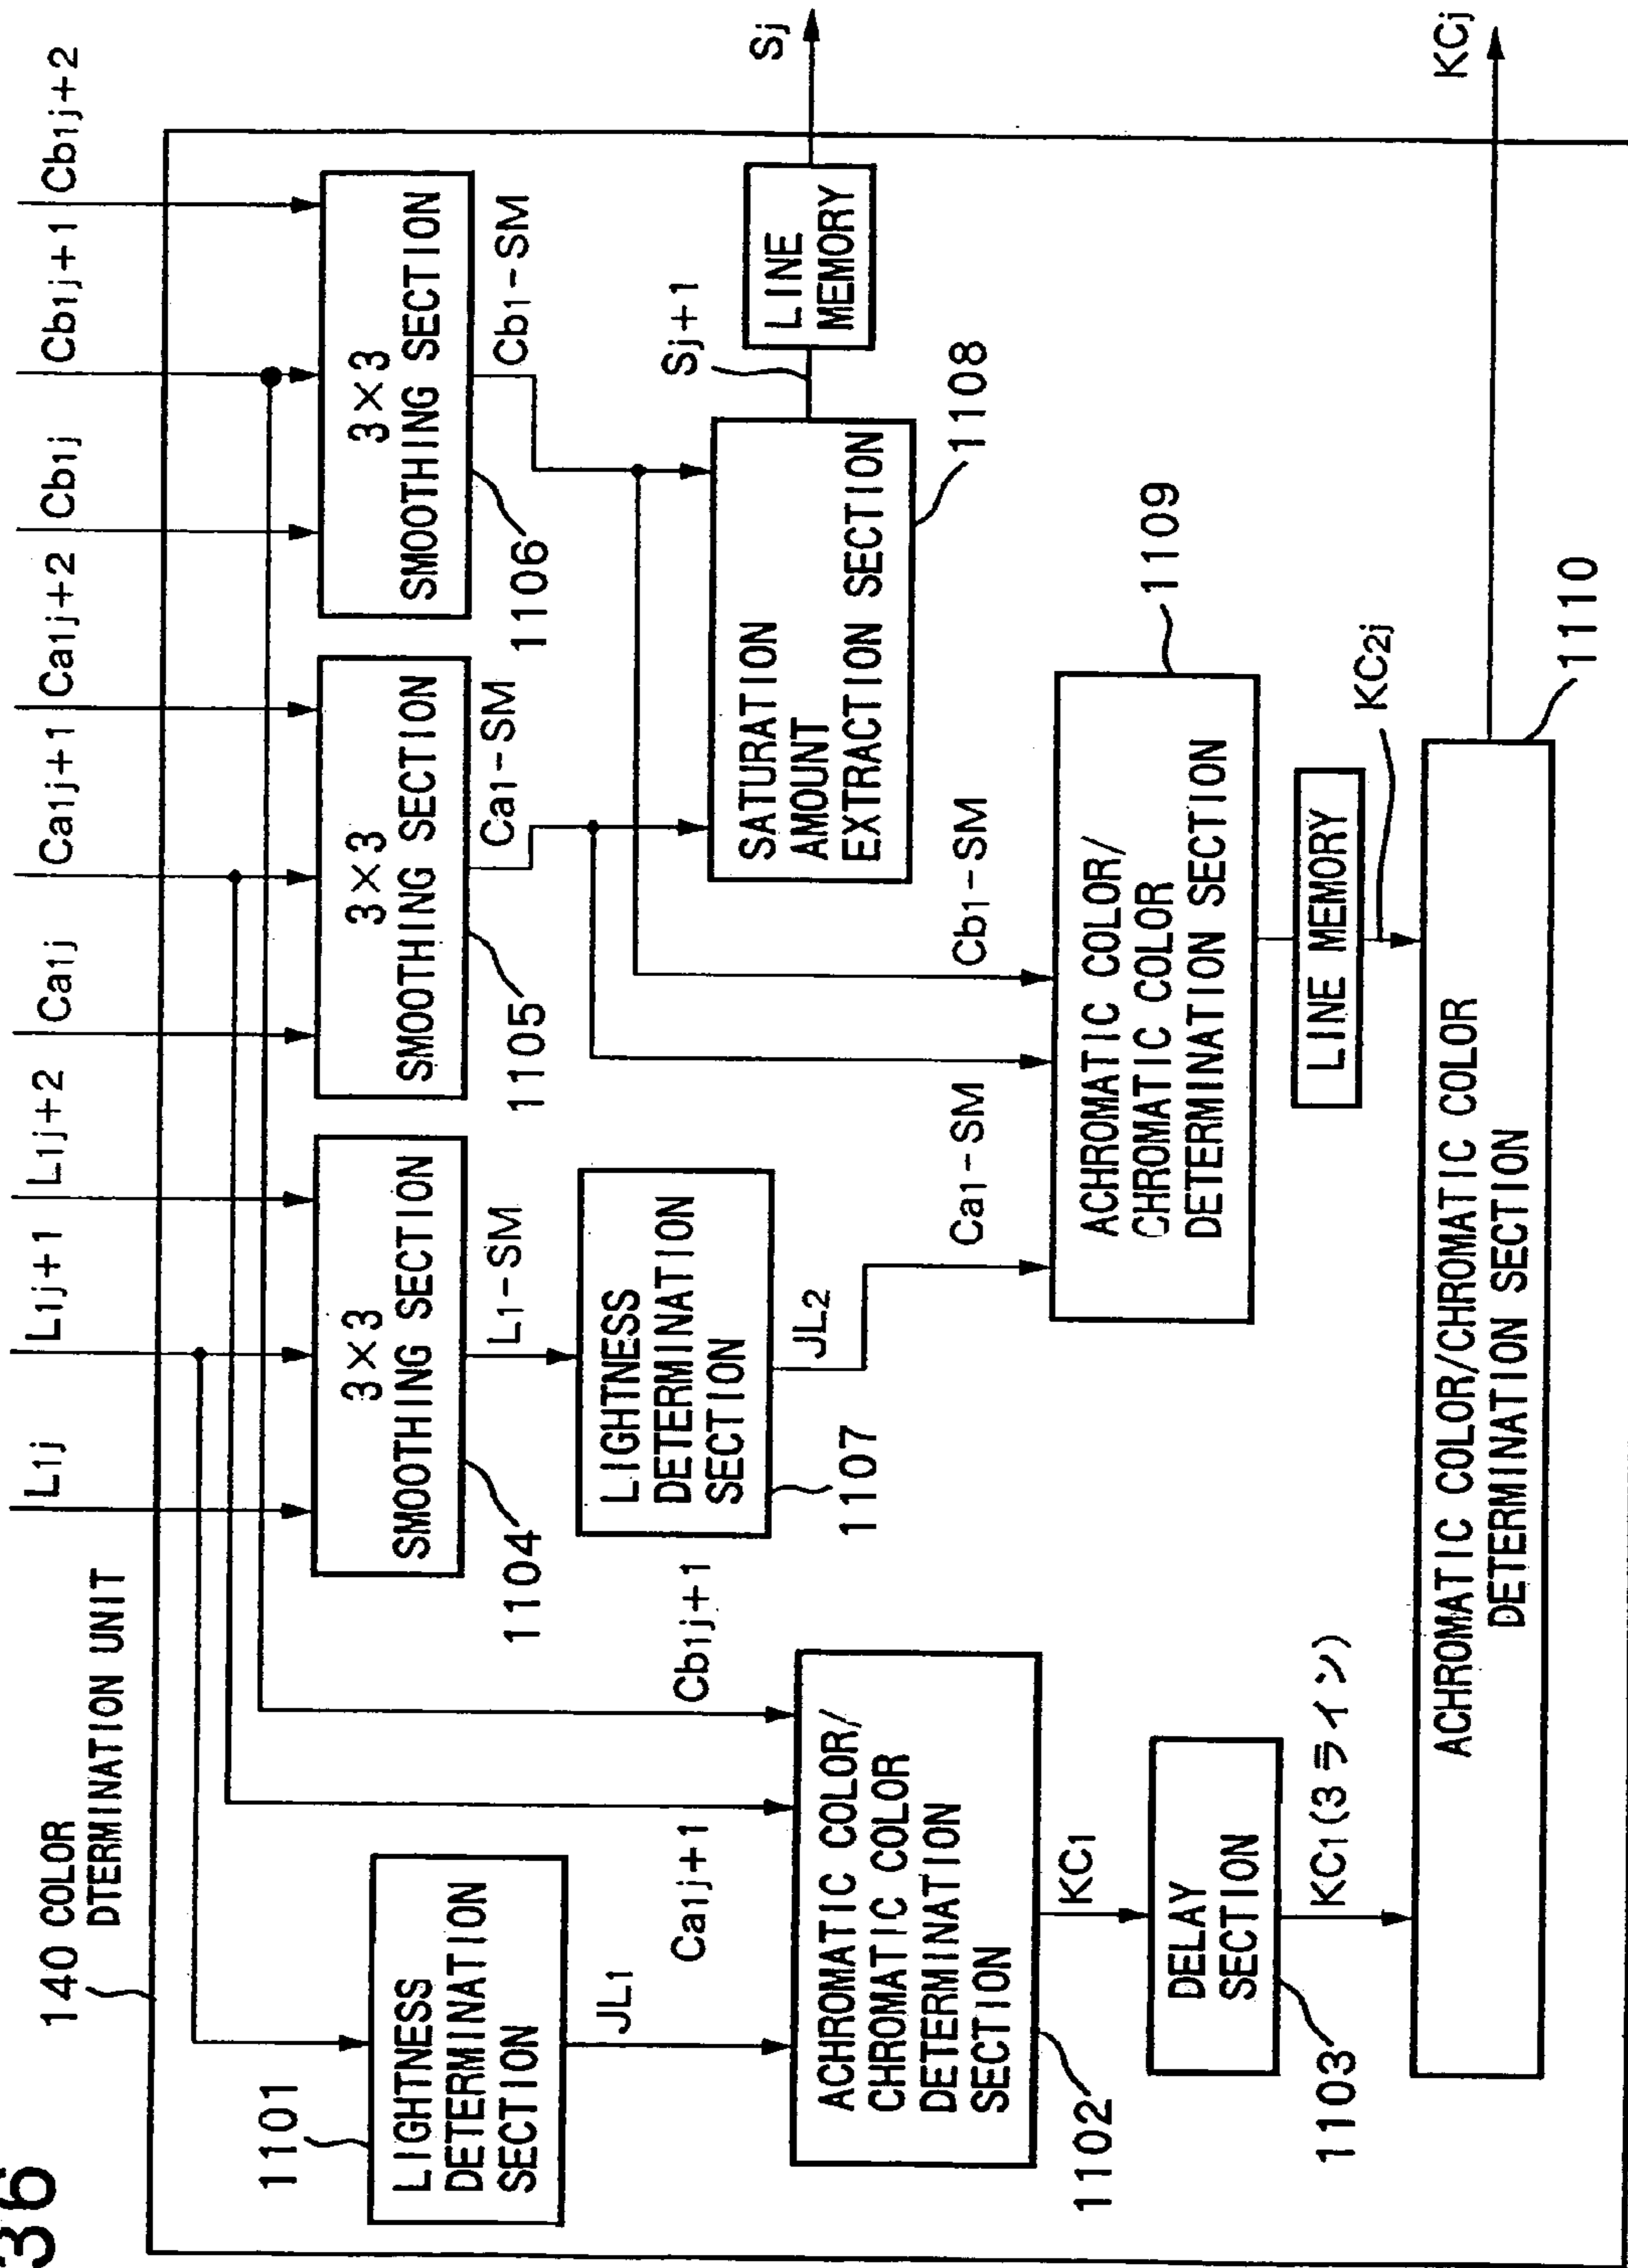 36
140 COLOR
DTERMINATION UNIT
L1j
L1j+1
L1j+2
Ca1j
Ca1j+1
Ca1j+2
Cb1j
Cb1j+1
Cb1j+2
1101
LIGHTNESS
DETERMINATION
SECTION
JL1
Ca1j+1
Cb1j+1
3×3
SMOOTHING SECTION
1104
L1-SM
3×3
SMOOTHING SECTION
1105
Ca1-SM
3×3
SMOOTHING SECTION
1106
Cb1-SM
LIGHTNESS
DETERMINATION
SECTION
1107
JL2
SATURATION
AMOUNT
EXTRACTION SECTION
1108
Sj+1
LINE
MEMORY
Sj
ACHROMATIC COLOR/
CHROMATIC COLOR
DETERMINATION
SECTION
1102
KC1
Ca1-SM
Cb1-SM
ACHROMATIC COLOR/
CHROMATIC COLOR
DETERMINATION SECTION
1109
DELAY
SECTION
1103
KC1(3ライン)
LINE MEMORY
KC2j
ACHROMATIC COLOR/CHROMATIC COLOR
DETERMINATION SECTION
1110
KCj